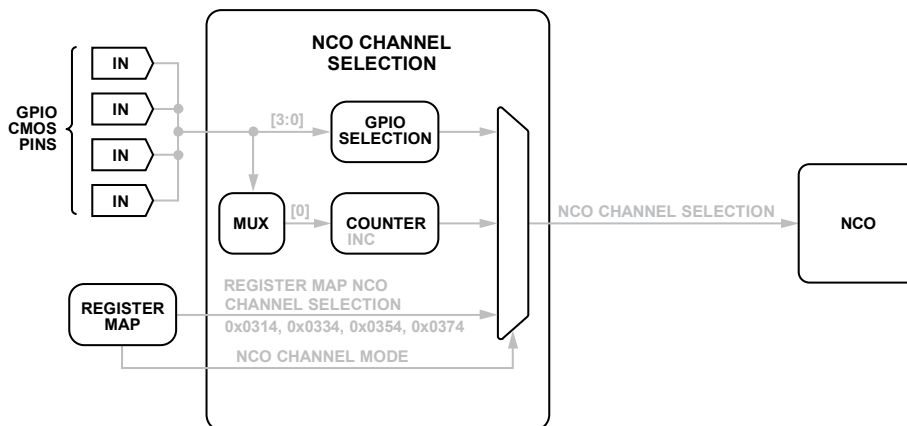 NCO CHANNEL
SELECTION
IN
IN
IN
IN
GPIO
CMOS
PINS
[3:0]
GPIO
SELECTION
MUX
[0]
COUNTER
INC
NCO CHANNEL SELECTION
NCO
REGISTER
MAP
REGISTER MAP NCO
CHANNEL SELECTION
0x0314, 0x0334, 0x0354, 0x0374
NCO CHANNEL MODE